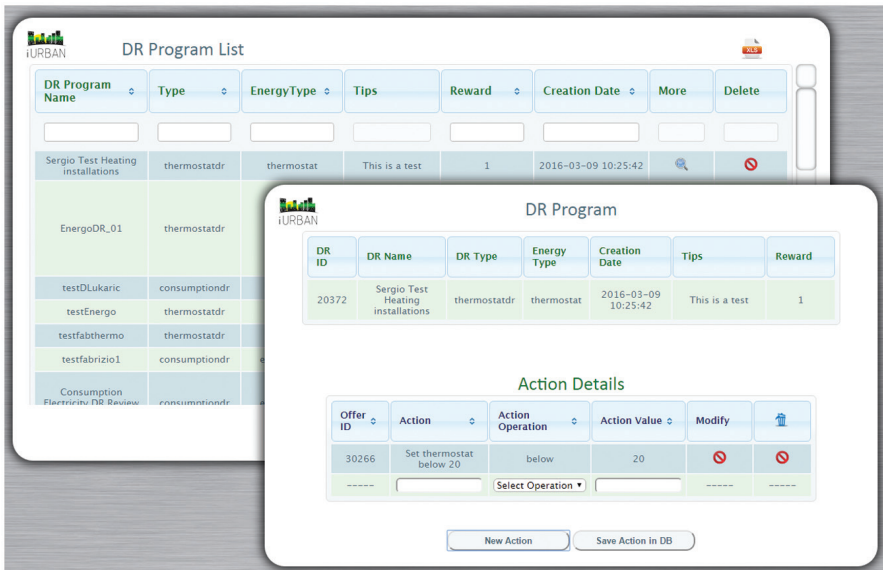 iURBAN
DR Program List
XLS
DR Program Name Type EnergyType Tips Reward Creation Date More Delete
Sergio Test Heating installations thermostatdr thermostat This is a test 1 2016-03-09 10:25:42
EnergoDR_01 thermostatdr
testDLukaric consumptiondr
testEnergo thermostatdr
testfabthermo thermostatdr
testfabrizio1 consumptiondr e
Consumption Electricity DR Review consumptiondr e
iURBAN
DR Program
DR ID DR Name DR Type Energy Type Creation Date Tips Reward
20372 Sergio Test Heating installations thermostatdr thermostat 2016-03-09 10:25:42 This is a test 1
Action Details
Offer ID Action Action Operation Action Value Modify
30266 Set thermostat below 20 below 20
----- Select Operation ----- -----
New Action Save Action in DB